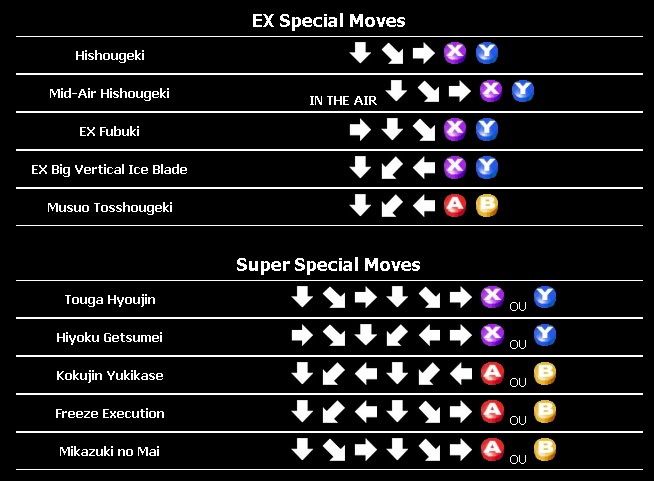 EX Special Moves
Hishougeki X Y
Mid-Air Hishougeki IN THE AIR X Y
EX Fubuki X Y
EX Big Vertical Ice Blade X Y
Musuo Tosshougeki A B
Super Special Moves
Touga Hyoujin X OU Y
Hiyoku Getsumei X OU Y
Kokujin Yukikase A OU B
Freeze Execution A OU B
Mikazuki no Mai A OU B